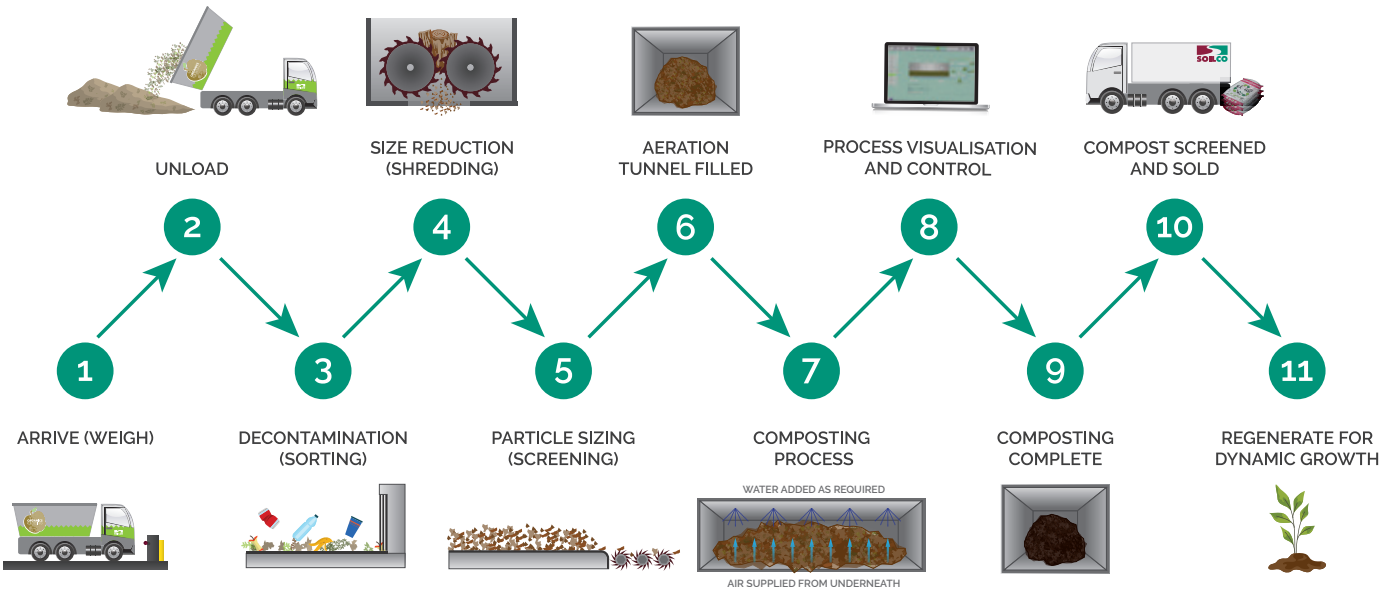 SOILCO
SIZE REDUCTION
(SHREDDING)
AERATION
TUNNEL FILLED
PROCESS VISUALISATION
AND CONTROL
COMPOST SCREENED
AND SOLD
UNLOAD
2
4
6
8
10
1
3
5
7
9
11
ARRIVE (WEIGH)
DECONTAMINATION
(SORTING)
PARTICLE SIZING
(SCREENING)
COMPOSTING
PROCESS
COMPOSTING
COMPLETE
REGENERATE FOR
DYNAMIC GROWTH
WATER ADDED AS REQUIRED
AIR SUPPLIED FROM UNDERNEATH